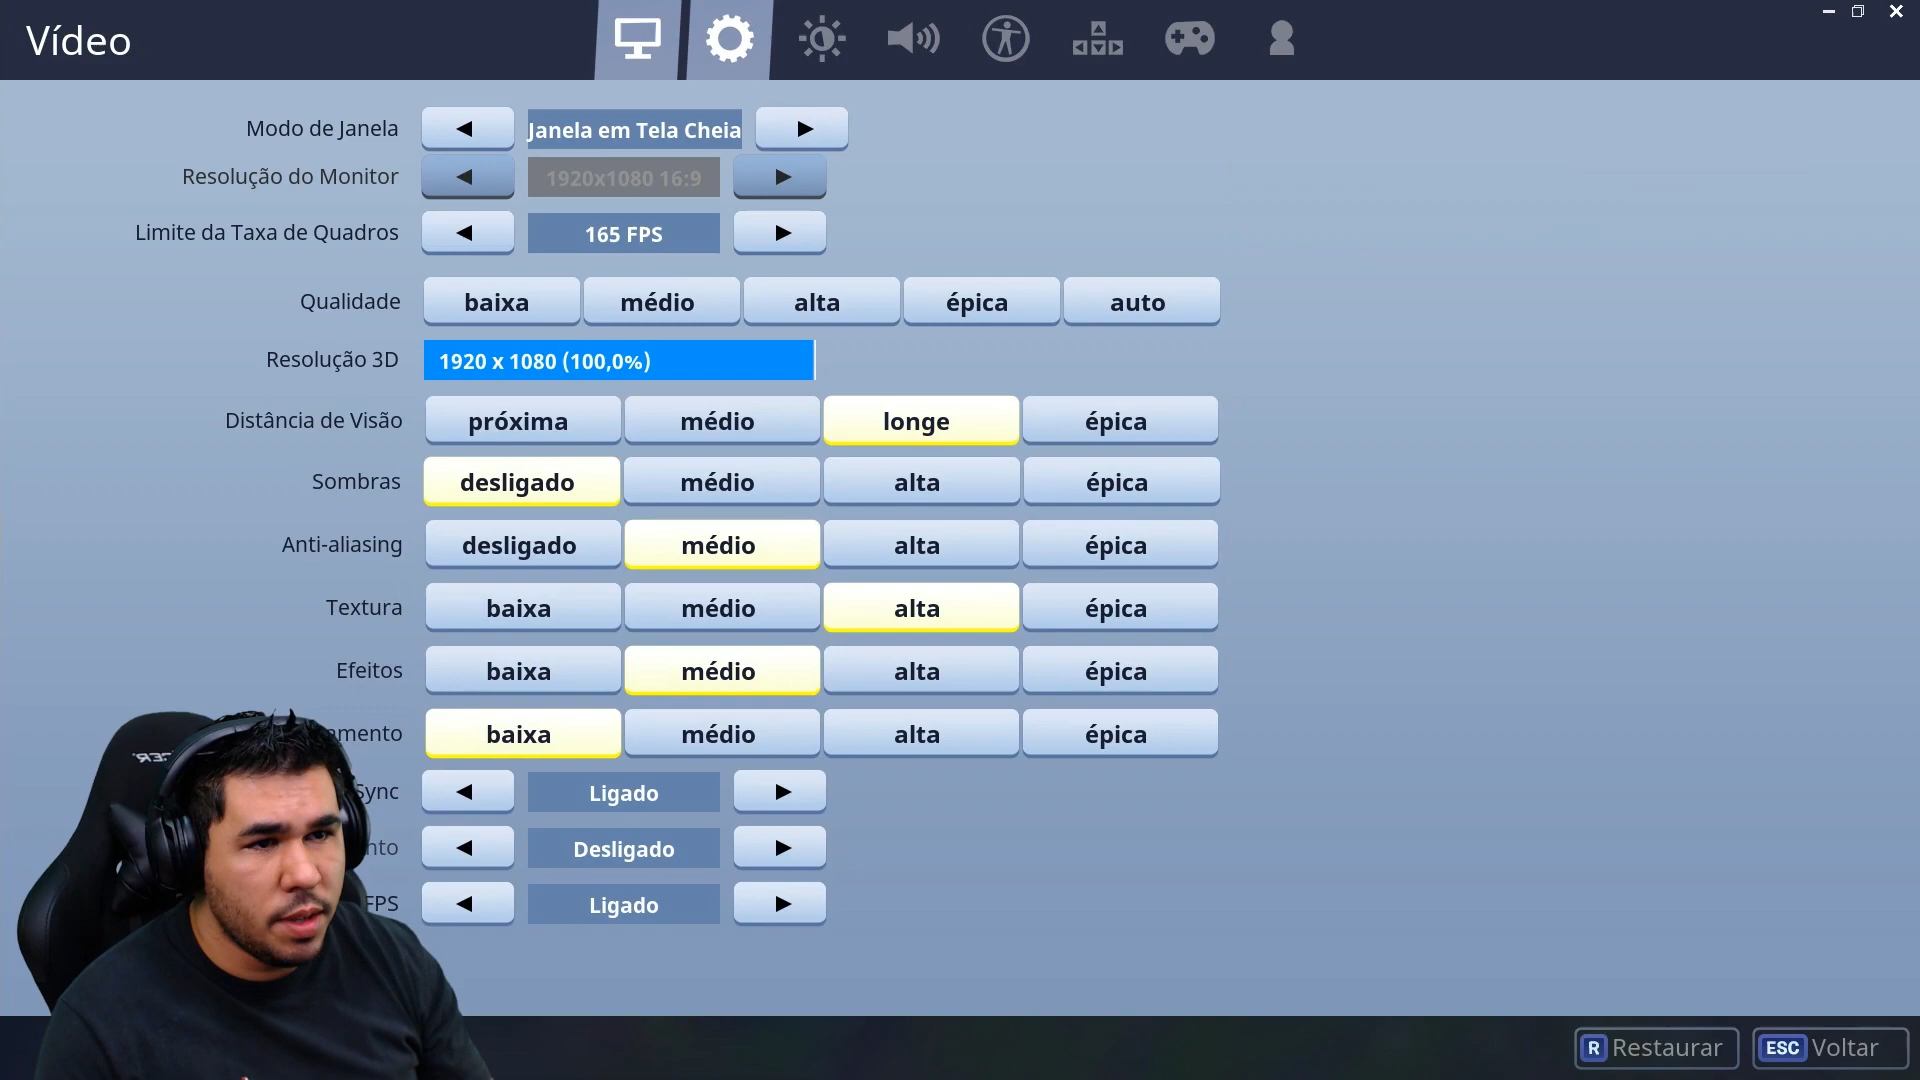 Vídeo
Modo de Janela Janela em Tela Cheia
Resolução do Monitor 1920x1080 16:9
Limite da Taxa de Quadros 165 FPS
Qualidade baixa médio alta épica auto
Resolução 3D 1920 x 1080 (100,0%)
Distância de Visão próxima médio longe épica
Sombras desligado médio alta épica
Anti-aliasing desligado médio alta épica
Textura baixa médio alta épica
Efeitos baixa médio alta épica
baixa médio alta épica
Sync Ligado
Desligado
FPS Ligado
R Restaurar ESC Voltar